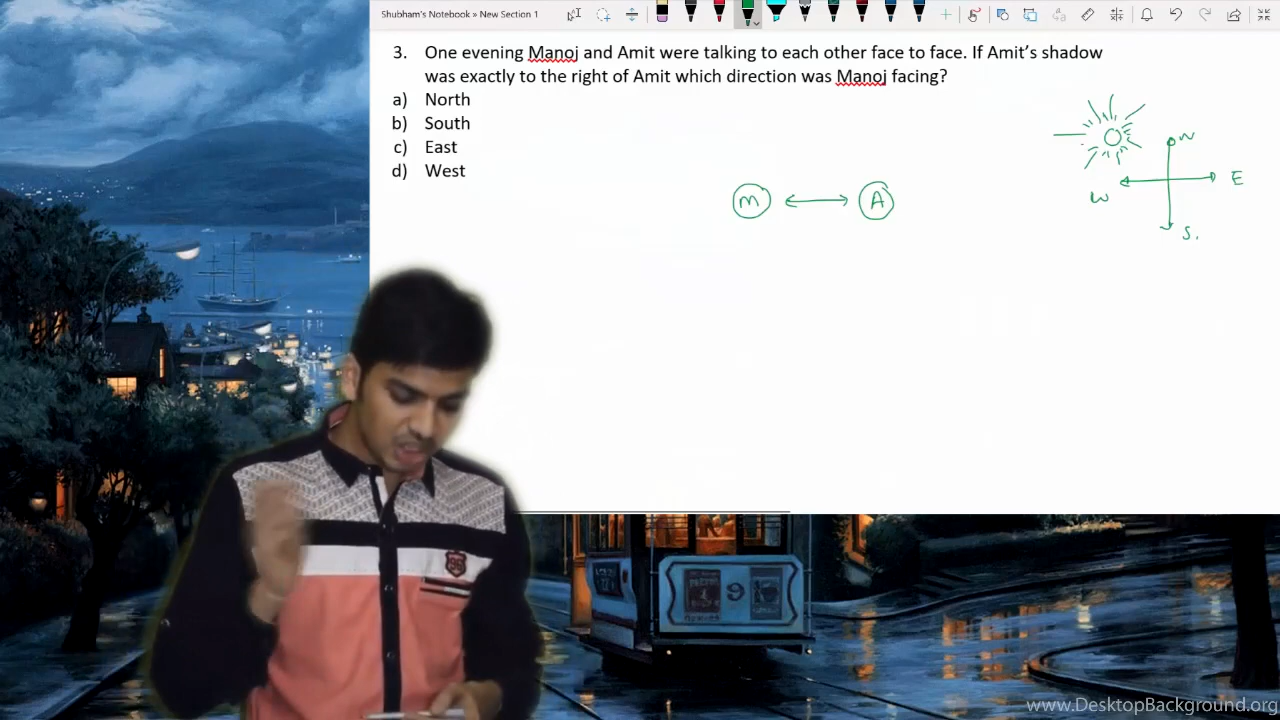 Shubham's Notebook » New Section 1
3. One evening Manoj and Amit were talking to each other face to face. If Amit's shadow
was exactly to the right of Amit which direction was Manoj facing?
a) North
b) South
c) East
d) West
N
W
E
S.
M
A
9
www.DesktopBackground.org